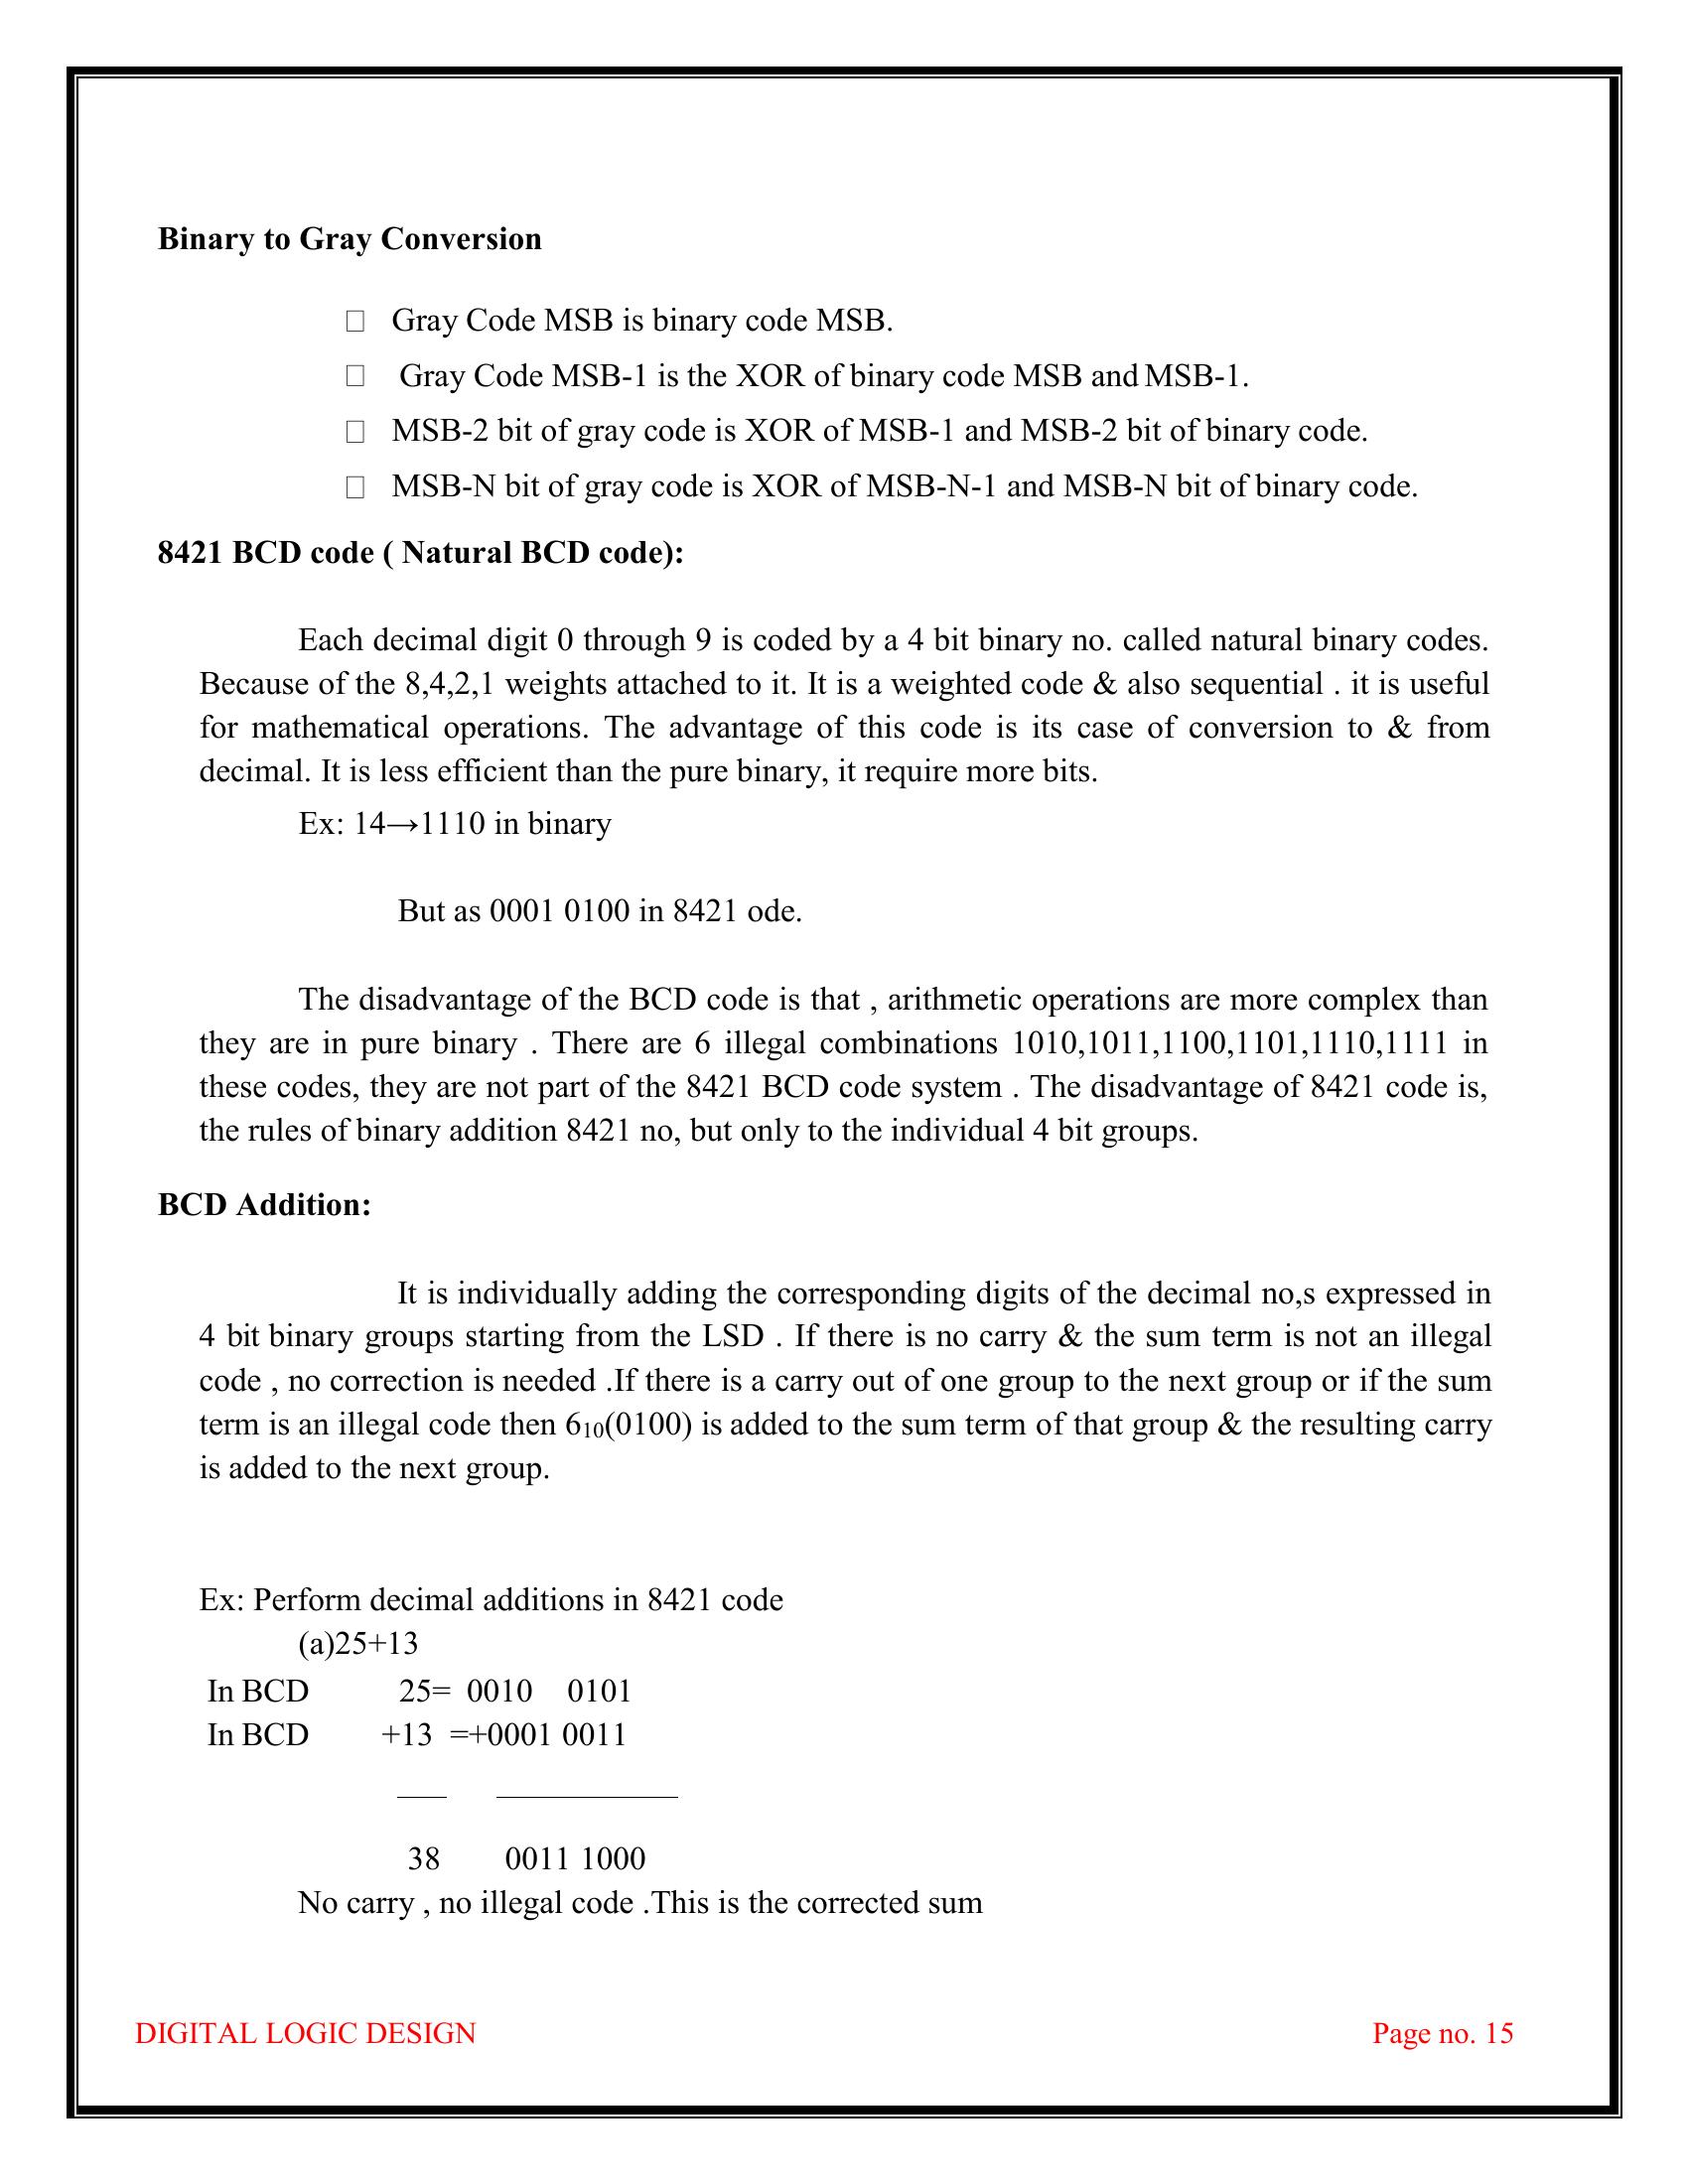 Binary to Gray Conversion
Gray Code MSB is binary code MSB.
Gray Code MSB-1 is the XOR of binary code MSB and MSB-1.
MSB-2 bit of gray code is XOR of MSB-1 and MSB-2 bit of binary code.
MSB-N bit of gray code is XOR of MSB-N-1 and MSB-N bit of binary code.
8421 BCD code ( Natural BCD code):
Each decimal digit 0 through 9 is coded by a 4 bit binary no. called natural binary codes.
Because of the 8,4,2,1 weights attached to it. It is a weighted code & also sequential . it is useful
for mathematical operations. The advantage of this code is its case of conversion to & from
decimal. It is less efficient than the pure binary, it require more bits.
Ex: 14→1110 in binary
But as 0001 0100 in 8421 ode.
The disadvantage of the BCD code is that , arithmetic operations are more complex than
they are in pure binary . There are 6 illegal combinations 1010,1011,1100,1101,1110,1111 in
these codes, they are not part of the 8421 BCD code system . The disadvantage of 8421 code is,
the rules of binary addition 8421 no, but only to the individual 4 bit groups.
BCD Addition:
It is individually adding the corresponding digits of the decimal no,s expressed in
4 bit binary groups starting from the LSD . If there is no carry & the sum term is not an illegal
code , no correction is needed .If there is a carry out of one group to the next group or if the sum
term is an illegal code then 6₁₀(0100) is added to the sum term of that group & the resulting carry
is added to the next group.
Ex: Perform decimal additions in 8421 code
(a)25+13
In BCD 25= 0010 0101
In BCD +13 =+0001 0011
38 0011 1000
No carry , no illegal code .This is the corrected sum
DIGITAL LOGIC DESIGN Page no. 15